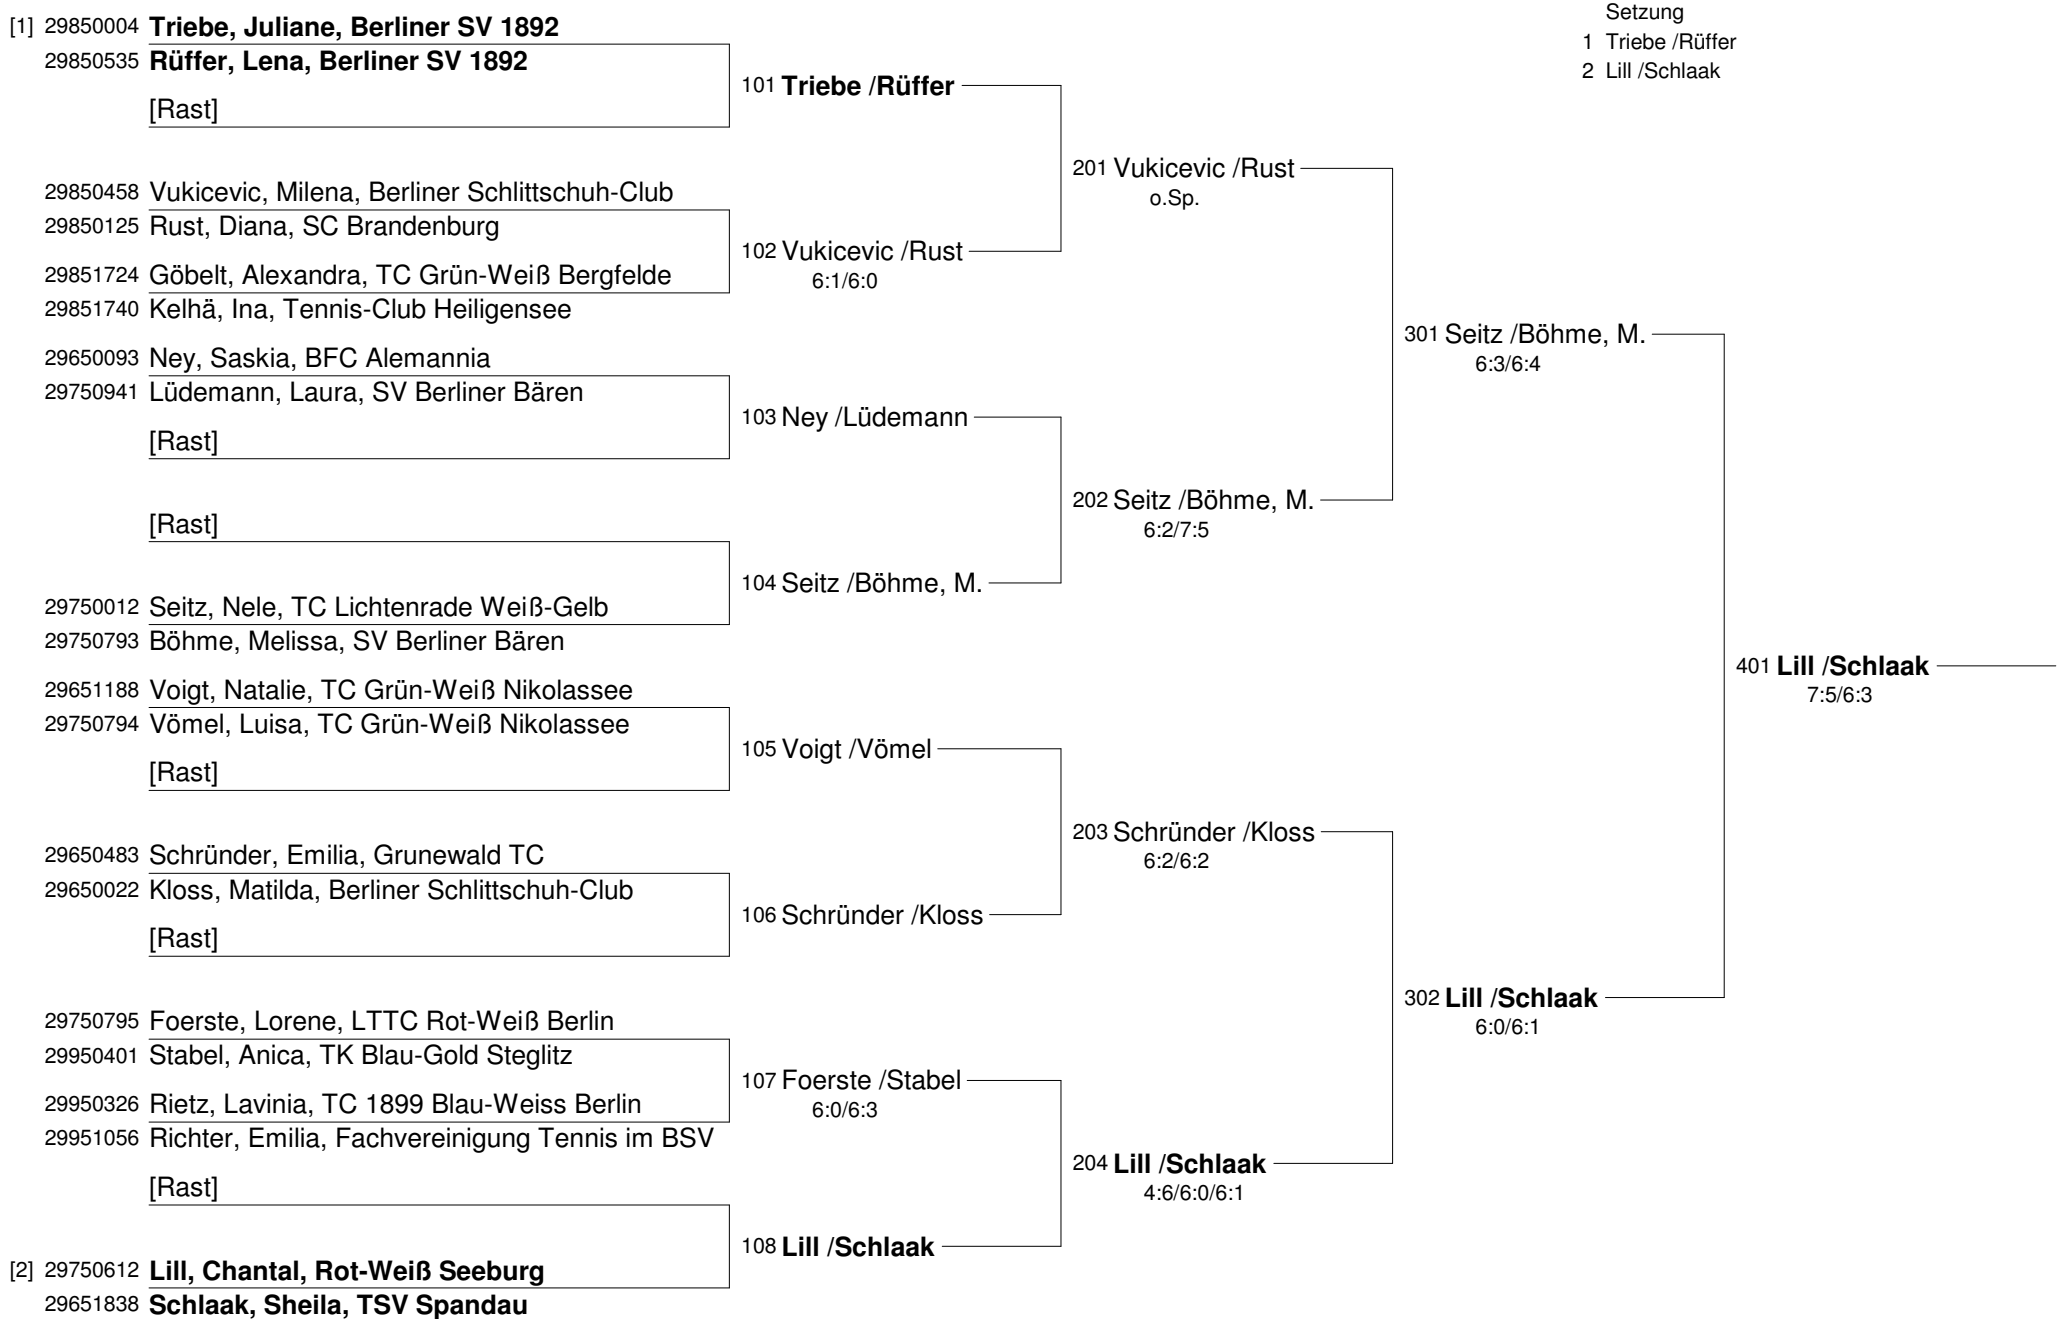 [1] 29850004 Triebe, Juliane, Berliner SV 1892
29850535 Rüffer, Lena, Berliner SV 1892
[Rast]
29850458 Vukicevic, Milena, Berliner Schlittschuh-Club
29850125 Rust, Diana, SC Brandenburg
29851724 Göbelt, Alexandra, TC Grün-Weiß Bergfelde
29851740 Kelhä, Ina, Tennis-Club Heiligensee
29650093 Ney, Saskia, BFC Alemannia
29750941 Lüdemann, Laura, SV Berliner Bären
[Rast]
[Rast]
29750012 Seitz, Nele, TC Lichtenrade Weiß-Gelb
29750793 Böhme, Melissa, SV Berliner Bären
29651188 Voigt, Natalie, TC Grün-Weiß Nikolassee
29750794 Vömel, Luisa, TC Grün-Weiß Nikolassee
[Rast]
29650483 Schründer, Emilia, Grunewald TC
29650022 Kloss, Matilda, Berliner Schlittschuh-Club
[Rast]
29750795 Foerste, Lorene, LTTC Rot-Weiß Berlin
29950401 Stabel, Anica, TK Blau-Gold Steglitz
29950326 Rietz, Lavinia, TC 1899 Blau-Weiss Berlin
29951056 Richter, Emilia, Fachvereinigung Tennis im BSV
[Rast]
[2] 29750612 Lill, Chantal, Rot-Weiß Seeburg
29651838 Schlaak, Sheila, TSV Spandau
101 Triebe /Rüffer
102 Vukicevic /Rust
6:1/6:0
103 Ney /Lüdemann
104 Seitz /Böhme, M.
105 Voigt /Vömel
106 Schründer /Kloss
107 Foerste /Stabel
6:0/6:3
108 Lill /Schlaak
201 Vukicevic /Rust
o.Sp.
202 Seitz /Böhme, M.
6:2/7:5
203 Schründer /Kloss
6:2/6:2
204 Lill /Schlaak
4:6/6:0/6:1
301 Seitz /Böhme, M.
6:3/6:4
302 Lill /Schlaak
6:0/6:1
401 Lill /Schlaak
7:5/6:3
Setzung
1 Triebe /Rüffer
2 Lill /Schlaak